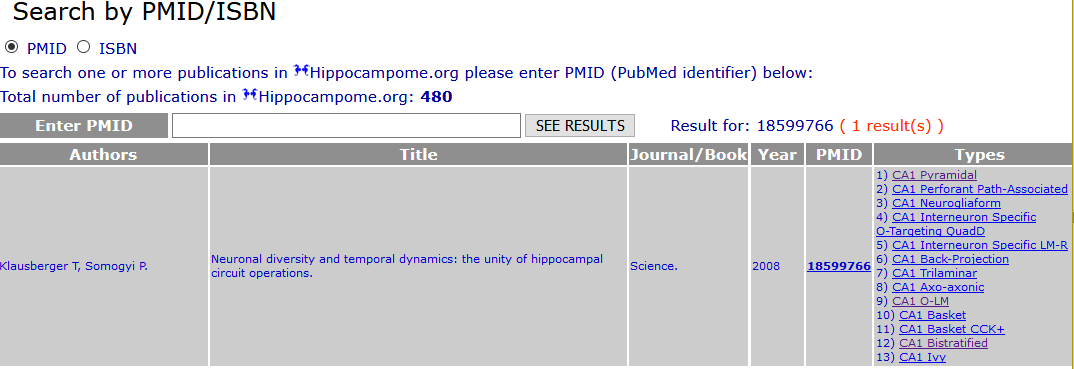 Search by PMID/ISBN
PMID ISBN
To search one or more publications in Hippocampome.org please enter PMID (PubMed identifier) below:
Total number of publications in Hippocampome.org: 480
Enter PMID SEE RESULTS Result for: 18599766 ( 1 result(s) )
Authors Title Journal/Book Year PMID Types
Klausberger T, Somogyi P.
Neuronal diversity and temporal dynamics: the unity of hippocampal
circuit operations.
Science.
2008
18599766
1) CA1 Pyramidal
2) CA1 Perforant Path-Associated
3) CA1 Neurogliaform
4) CA1 Interneuron Specific
O-Targeting QuadD
5) CA1 Interneuron Specific LM-R
6) CA1 Back-Projection
7) CA1 Trilaminar
8) CA1 Axo-axonic
9) CA1 O-LM
10) CA1 Basket
11) CA1 Basket CCK+
12) CA1 Bistratified
13) CA1 Ivy